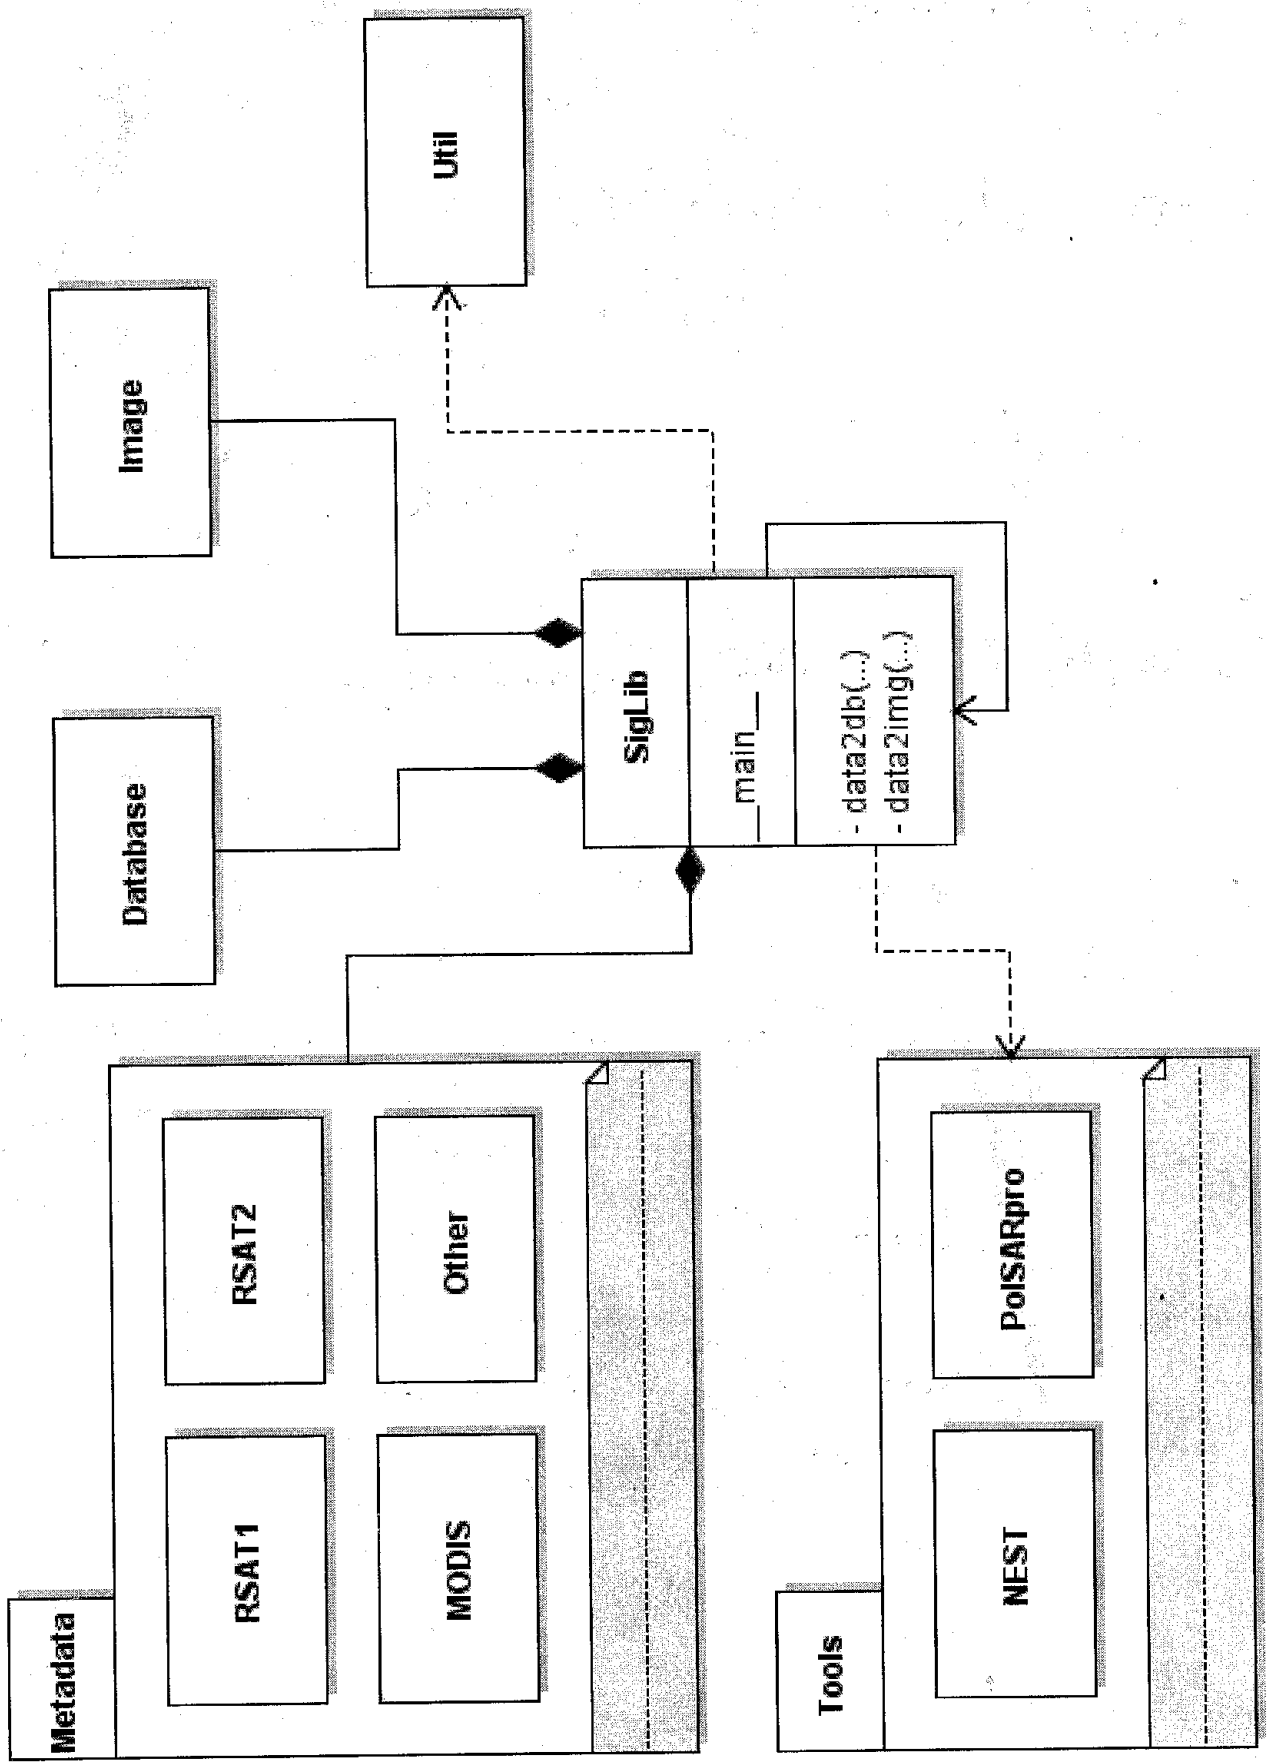 Metadata
RSAT1
RSAT2
MODIS
Other
Database
Image
SigLib
__main__
- data2db(...)
- data2img(...)
Util
Tools
NEST
PolSARpro